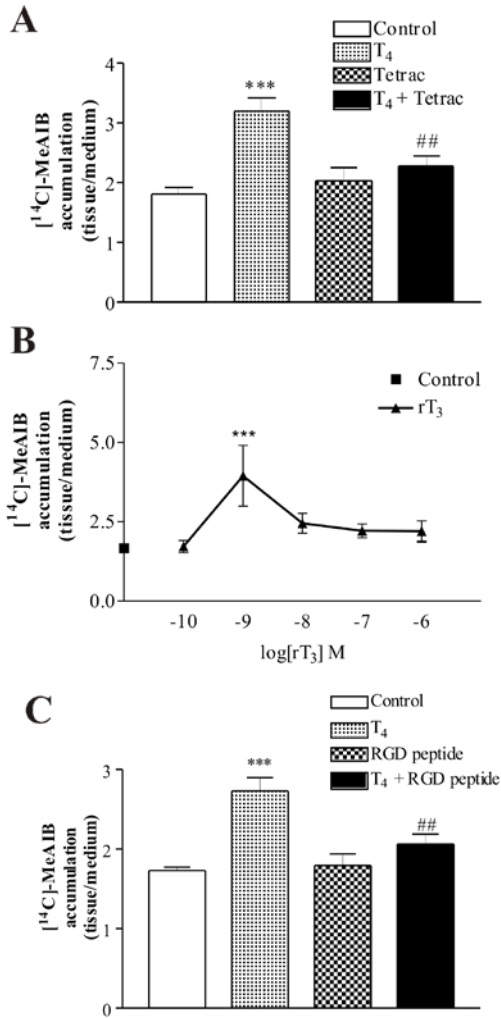 A
Control
T₄
Tetrac
T₄ + Tetrac
[¹⁴C]-MeAIB
accumulation
(tissue/medium)
4
3
2
1
0
***
##
B
[¹⁴C]-MeAIB
accumulation
(tissue/medium)
7.5
5.0
2.5
0.0
Control
rT₃
***
-10 -9 -8 -7 -6
log[rT₃] M
C
Control
T₄
RGD peptide
T₄ + RGD peptide
[¹⁴C]-MeAIB
accumulation
(tissue/medium)
3
2
1
0
***
##